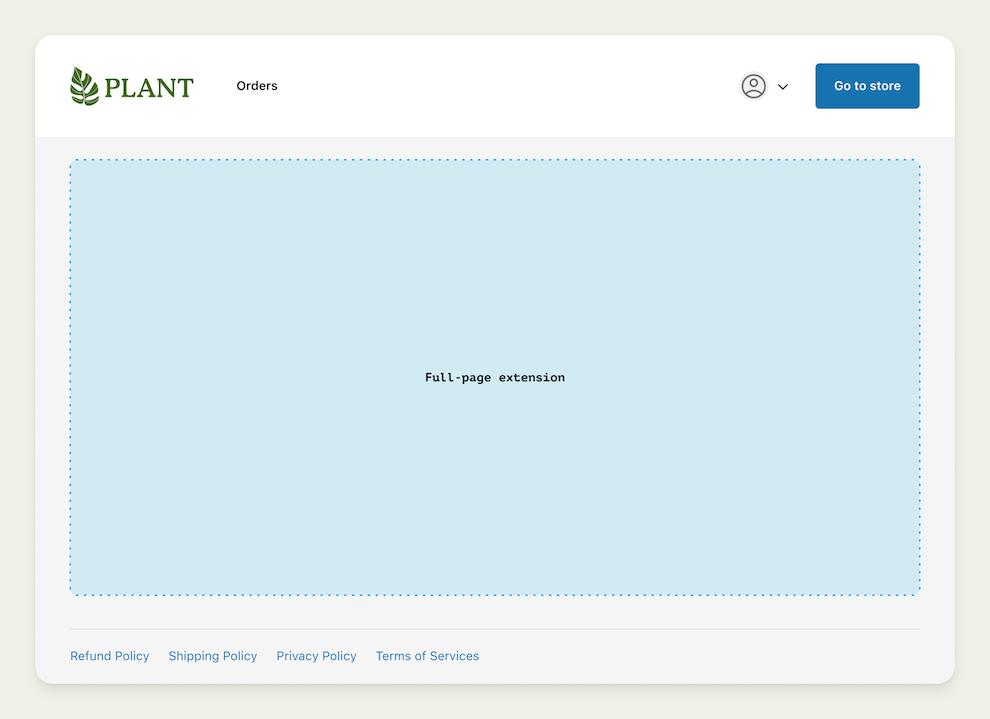 PLANT
Orders
Go to store
Full-page extension
Refund Policy Shipping Policy Privacy Policy Terms of Services